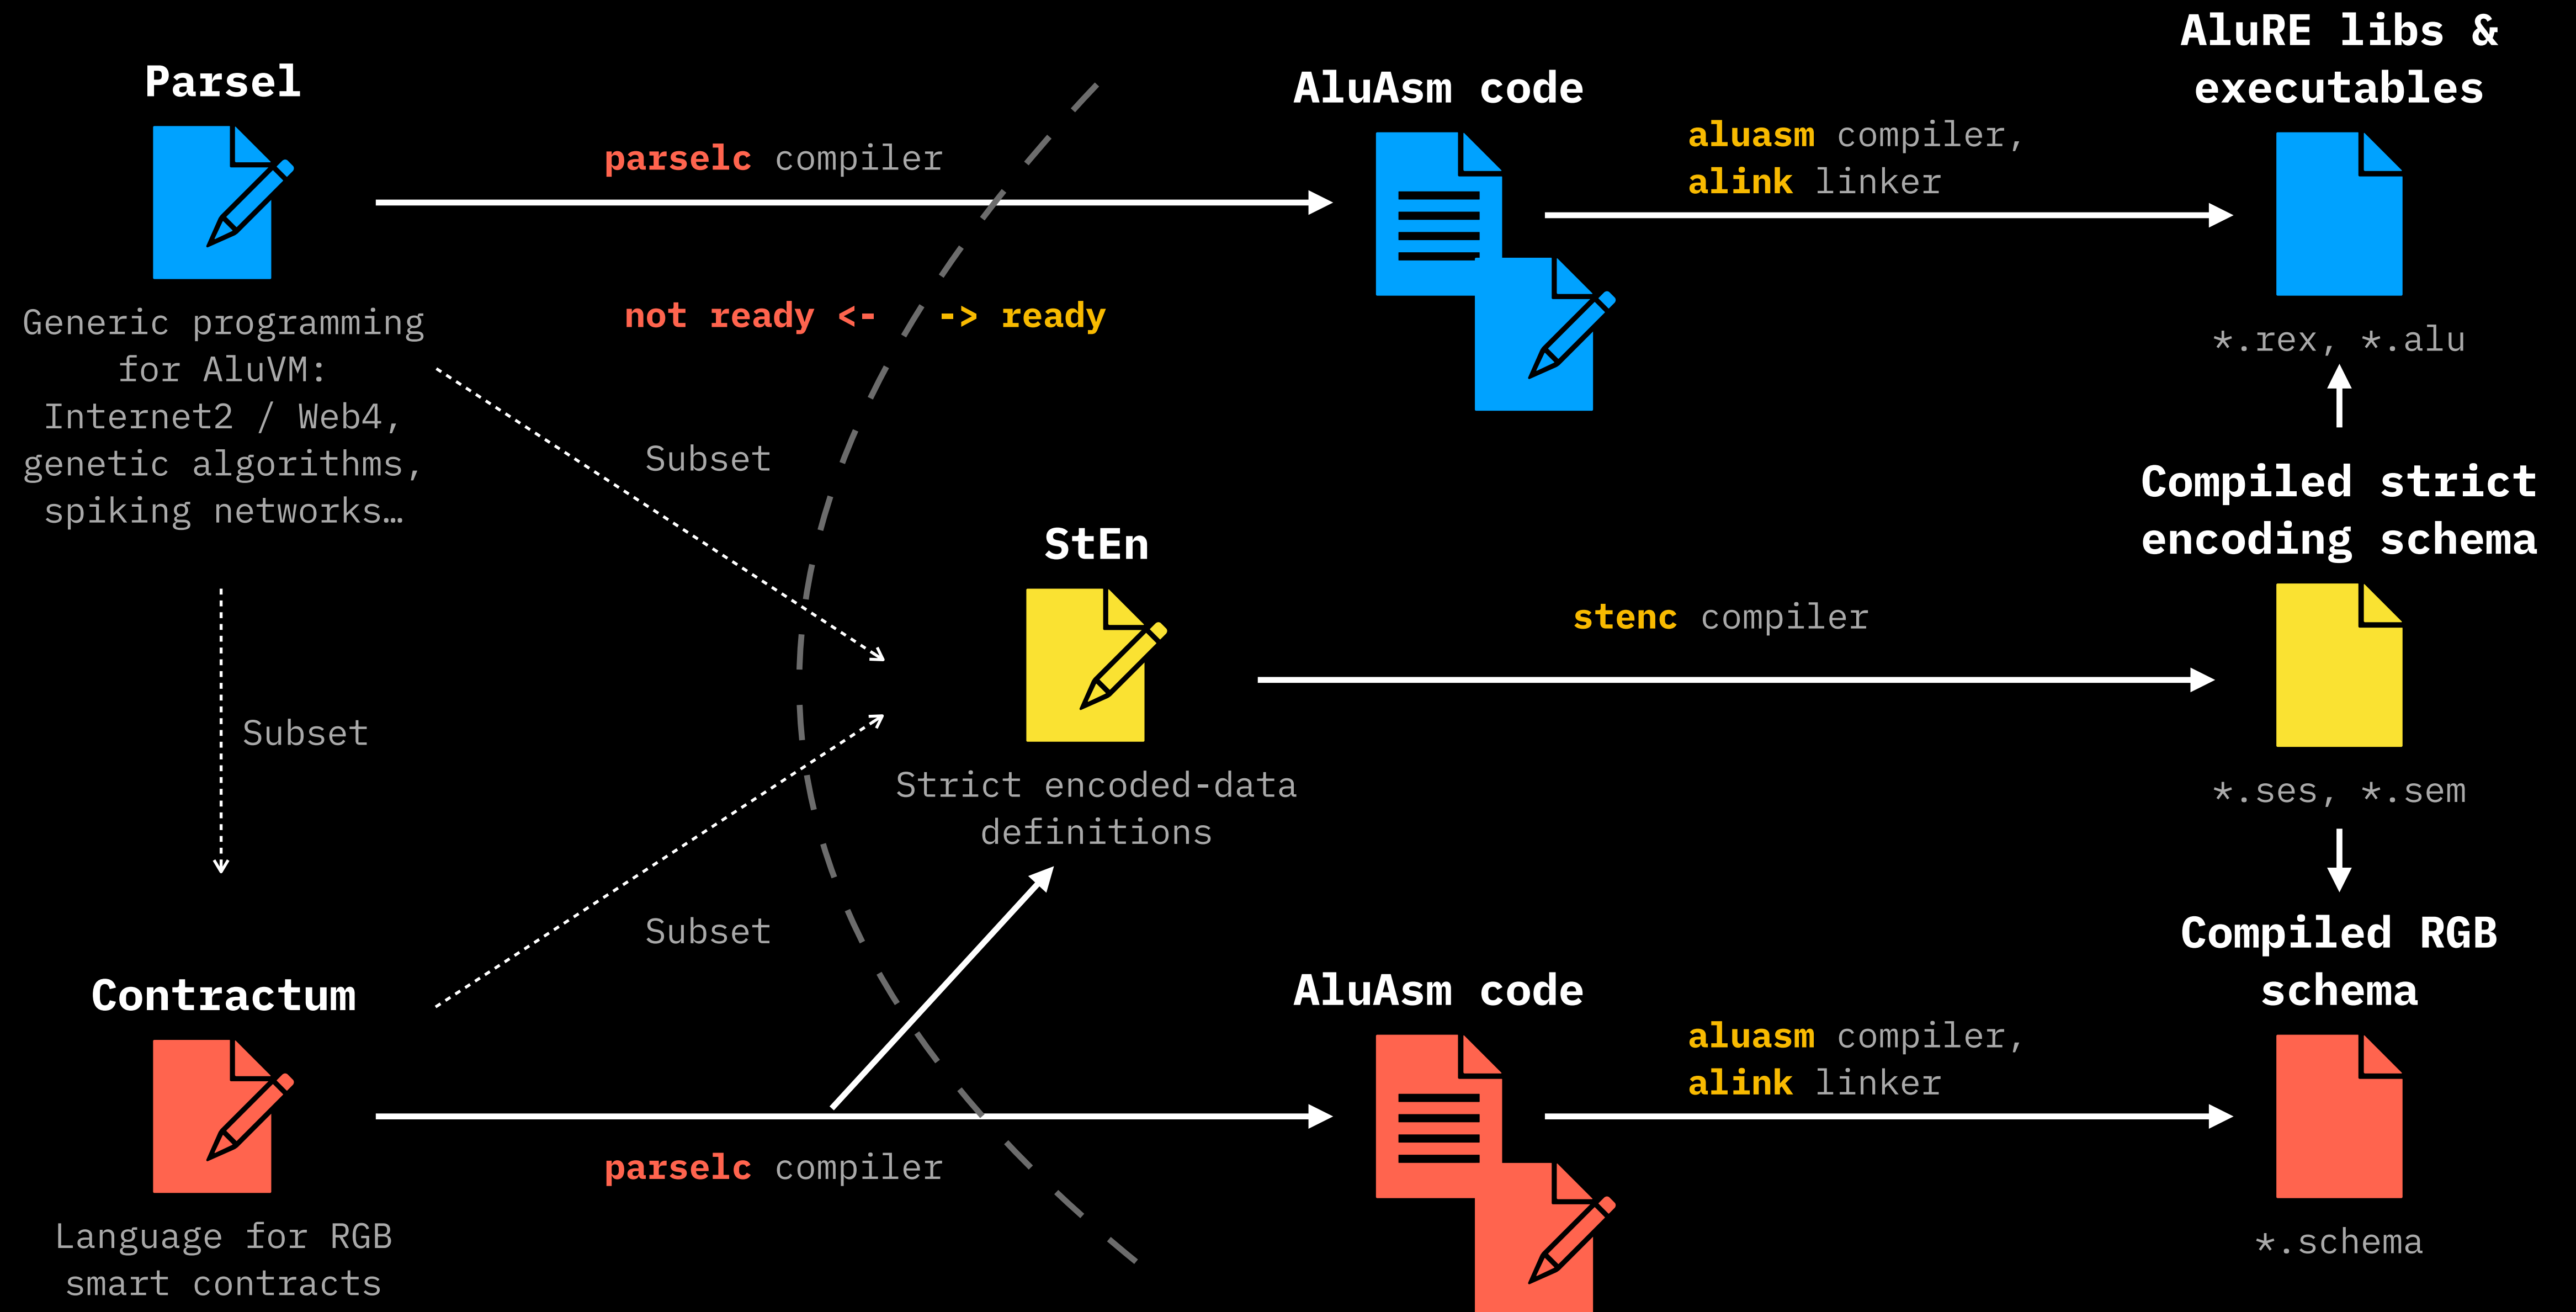 Parsel
parselc compiler
AluAsm code
aluasm compiler,
alink linker
AluRE libs &
executables
not ready <- -> ready
*.rex, *.alu
Generic programming
for AluVM:
Internet2 / Web4,
genetic algorithms,
spiking networks…
Subset
Subset
StEn
Strict encoded-data
definitions
stenc compiler
Compiled strict
encoding schema
*.ses, *.sem
Subset
Contractum
Language for RGB
smart contracts
parselc compiler
AluAsm code
aluasm compiler,
alink linker
Compiled RGB
schema
*.schema